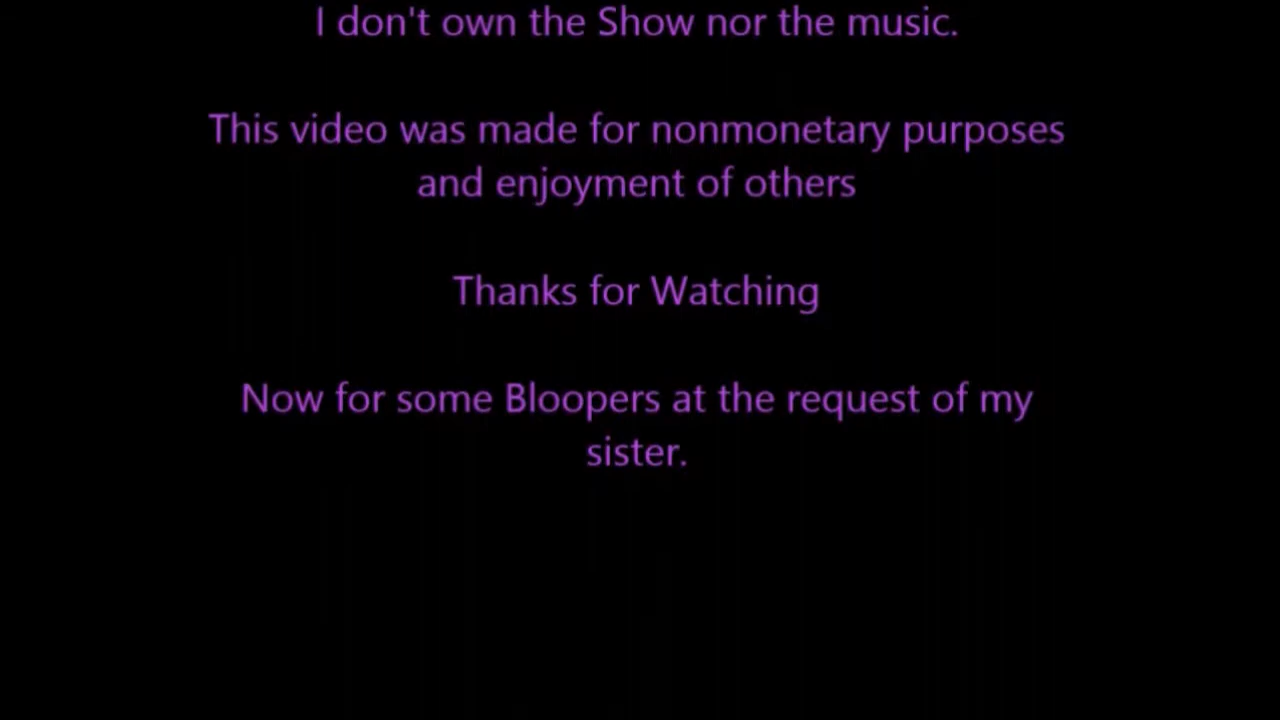 I don't own the Show nor the music.
This video was made for nonmonetary purposes
and enjoyment of others
Thanks for Watching
Now for some Bloopers at the request of my
sister.